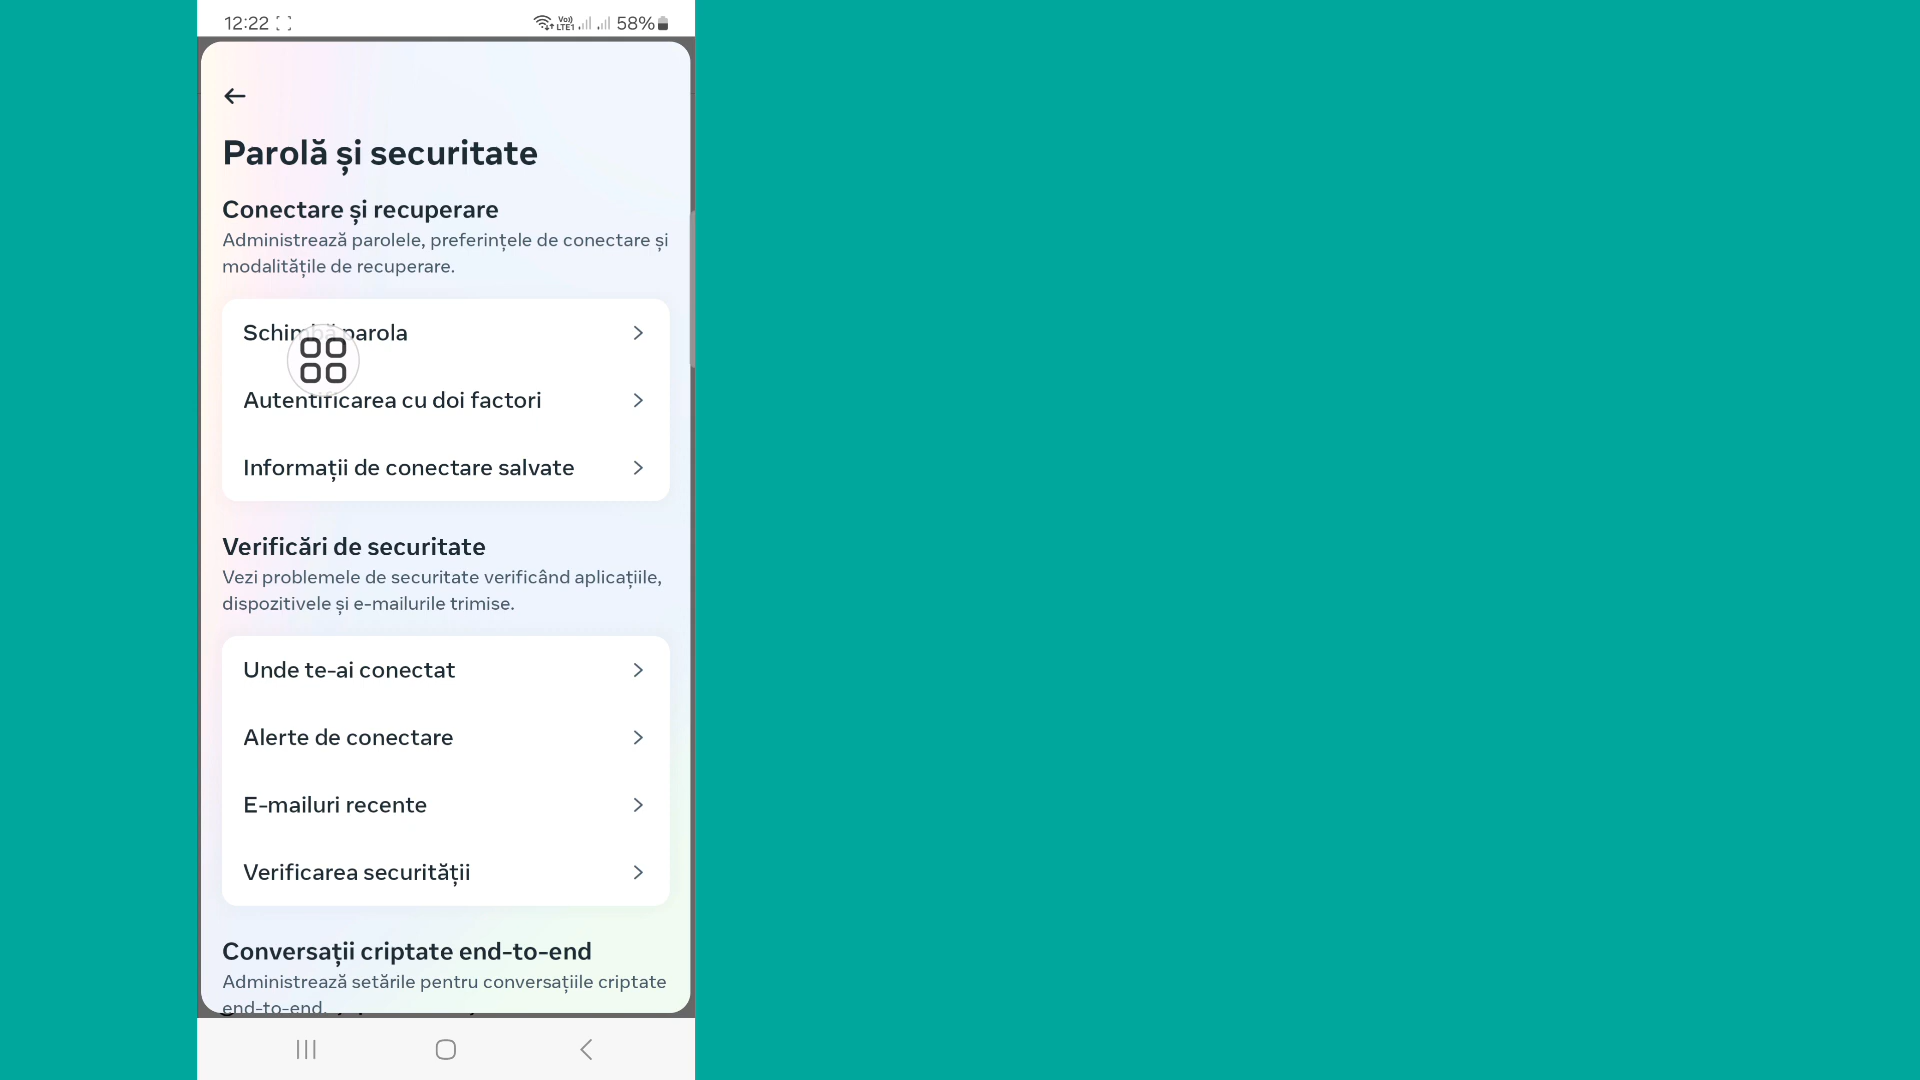 12:22
Vo))
LTE1
58%
Parolă și securitate
Conectare și recuperare
Administrează parolele, preferințele de conectare și
modalitățile de recuperare.
Schimbă parola
Autentificarea cu doi factori
Informații de conectare salvate
Verificări de securitate
Vezi problemele de securitate verificând aplicațiile,
dispozitivele și e-mailurile trimise.
Unde te-ai conectat
Alerte de conectare
E-mailuri recente
Verificarea securității
Conversații criptate end-to-end
Administrează setările pentru conversațiile criptate
end-to-end.